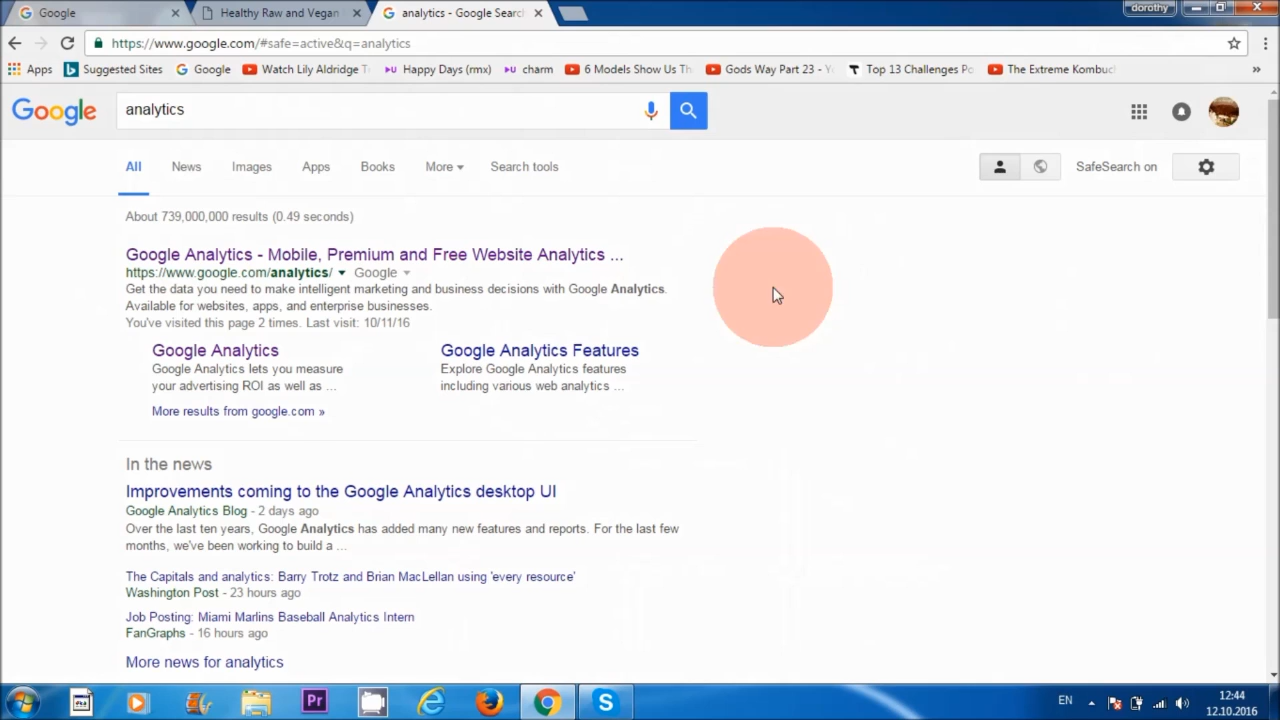 Google
Healthy Raw and Vegan
analytics - Google Searc
dorothy
https://www.google.com/#safe=active&q=analytics
Apps
Suggested Sites
Google
Watch Lily Aldridge T
Happy Days (rmx)
charm
6 Models Show Us Th
Gods Way Part 23 - Y
Top 13 Challenges Po
The Extreme Kombuc
»
Google
analytics
All
News
Images
Apps
Books
More
Search tools
SafeSearch on
About 739,000,000 results (0.49 seconds)
Google Analytics - Mobile, Premium and Free Website Analytics ...
https://www.google.com/analytics/ Google
Get the data you need to make intelligent marketing and business decisions with Google Analytics.
Available for websites, apps, and enterprise businesses.
You've visited this page 2 times. Last visit: 10/11/16
Google Analytics
Google Analytics lets you measure
your advertising ROI as well as ...
Google Analytics Features
Explore Google Analytics features
including various web analytics ...
More results from google.com »
In the news
Improvements coming to the Google Analytics desktop UI
Google Analytics Blog - 2 days ago
Over the last ten years, Google Analytics has added many new features and reports. For the last few
months, we've been working to build a ...
The Capitals and analytics: Barry Trotz and Brian MacLellan using 'every resource'
Washington Post - 23 hours ago
Job Posting: Miami Marlins Baseball Analytics Intern
FanGraphs - 16 hours ago
More news for analytics
Pr
EN
12:44
12.10.2016